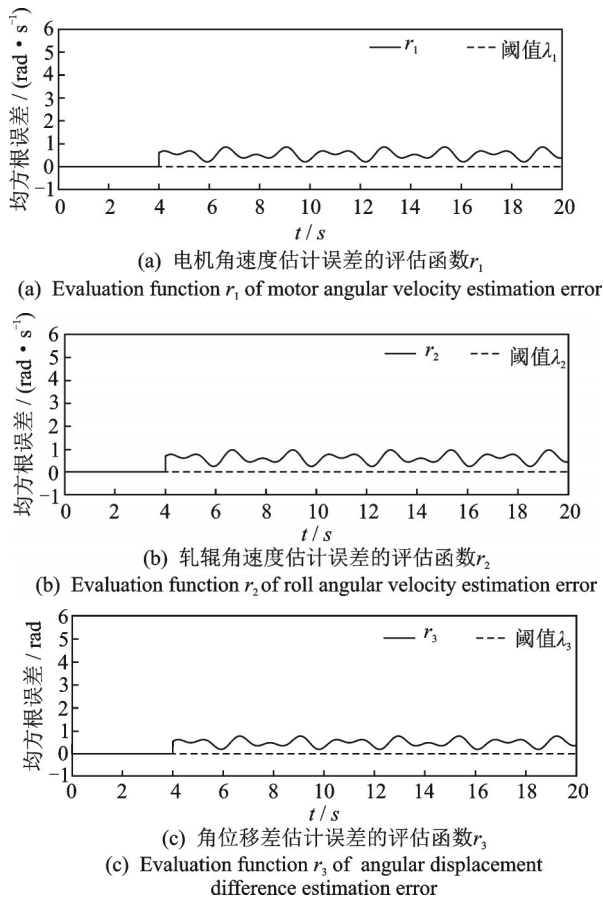 均方根误差 / (rad · s⁻¹)
6
5
4
3
2
1
0
−1
r₁
阈值λ₁
0 2 4 6 8 10 12 14 16 18 20
t / s
(a) 电机角速度估计误差的评估函数r₁
(a) Evaluation function r₁ of motor angular velocity estimation error
均方根误差 / (rad · s⁻¹)
6
5
4
3
2
1
0
−1
r₂
阈值λ₂
0 2 4 6 8 10 12 14 16 18 20
t / s
(b) 轧辊角速度估计误差的评估函数r₂
(b) Evaluation function r₂ of roll angular velocity estimation error
均方根误差 / rad
6
5
4
3
2
1
0
−1
r₃
阈值λ₃
0 2 4 6 8 10 12 14 16 18 20
t / s
(c) 角位移差估计误差的评估函数r₃
(c) Evaluation function r₃ of angular displacement
difference estimation error